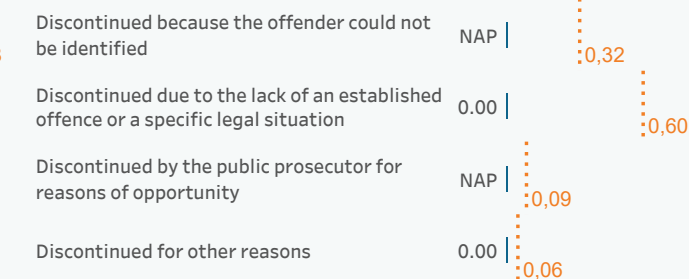 Discontinued because the offender could not
be identified
NAP
0,32
Discontinued due to the lack of an established
offence or a specific legal situation
0.00
0,60
Discontinued by the public prosecutor for
reasons of opportunity
NAP
0,09
Discontinued for other reasons
0.00
0,06